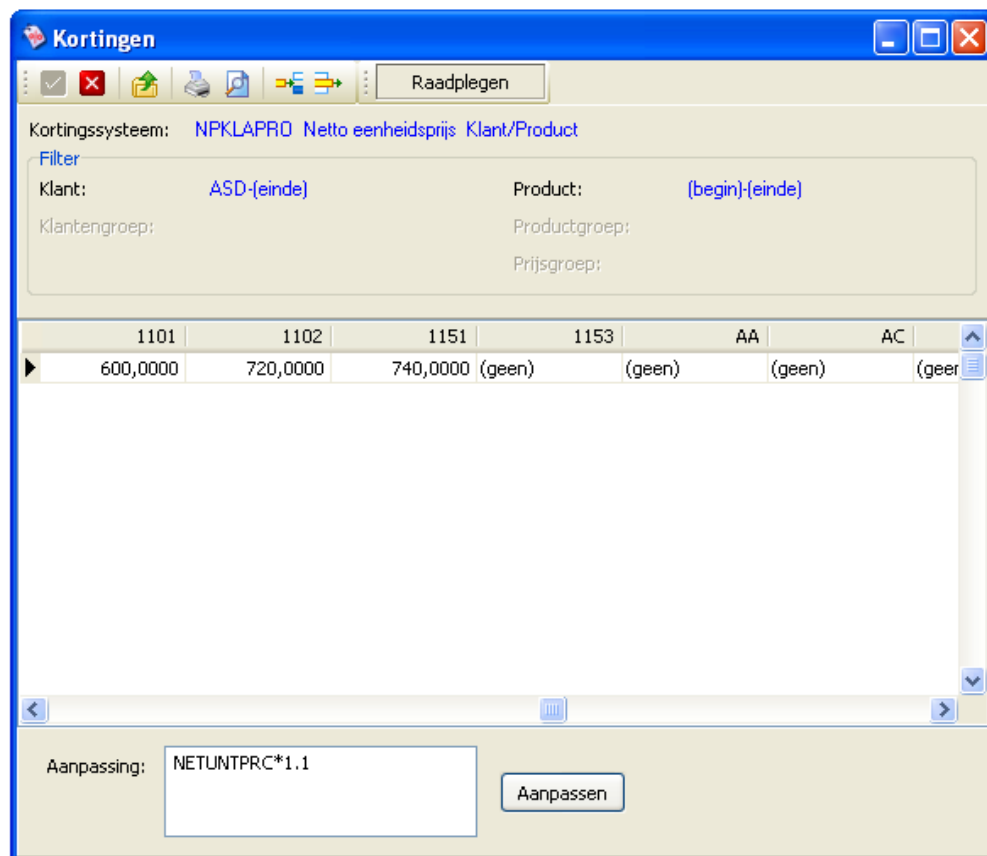 Kortingen
Raadplegen
Kortingssysteem: NPKLAPRO Netto eenheidsprijs Klant/Product
Filter
Klant: ASD-(einde) Product: (begin)-(einde)
Klantengroep: Productgroep:
Prijsgroep:
1101 1102 1151 1153 AA AC
600,0000 720,0000 740,0000 (geen) (geen) (geen) (geer
Aanpassing: NETUNTPRC*1.1
Aanpassen